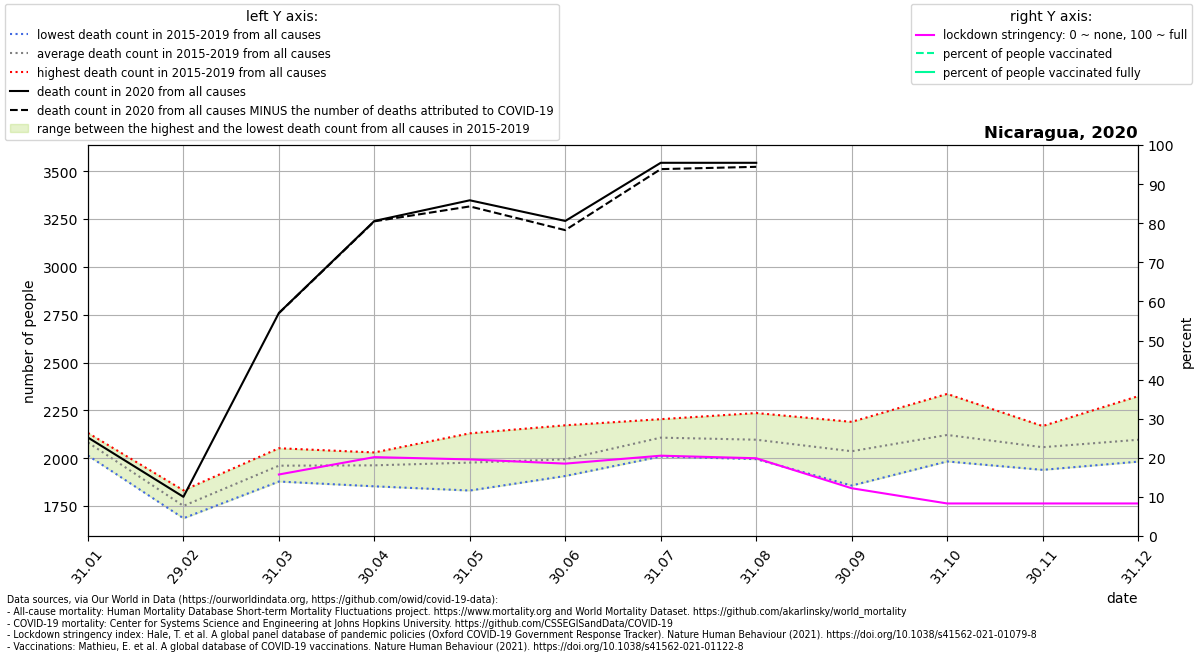 left Y axis:
lowest death count in 2015-2019 from all causes
average death count in 2015-2019 from all causes
highest death count in 2015-2019 from all causes
death count in 2020 from all causes
death count in 2020 from all causes MINUS the number of deaths attributed to COVID-19
range between the highest and the lowest death count from all causes in 2015-2019
right Y axis:
lockdown stringency: 0 ~ none, 100 ~ full
percent of people vaccinated
percent of people vaccinated fully
Nicaragua, 2020
number of people
3500
3250
3000
2750
2500
2250
2000
1750
100
90
80
70
60
50
40
30
20
10
0
percent
31.01
29.02
31.03
30.04
31.05
30.06
31.07
31.08
30.09
31.10
30.11
31.12
date
Data sources, via Our World in Data (https://ourworldindata.org, https://github.com/owid/covid-19-data):
- All-cause mortality: Human Mortality Database Short-term Mortality Fluctuations project. https://www.mortality.org and World Mortality Dataset. https://github.com/akarlinsky/world_mortality
- COVID-19 mortality: Center for Systems Science and Engineering at Johns Hopkins University. https://github.com/CSSEGISandData/COVID-19
- Lockdown stringency index: Hale, T. et al. A global panel database of pandemic policies (Oxford COVID-19 Government Response Tracker). Nature Human Behaviour (2021). https://doi.org/10.1038/s41562-021-01079-8
- Vaccinations: Mathieu, E. et al. A global database of COVID-19 vaccinations. Nature Human Behaviour (2021). https://doi.org/10.1038/s41562-021-01122-8